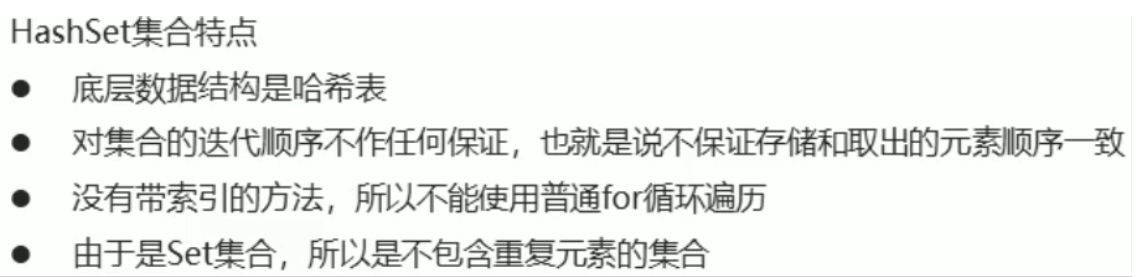 HashSet集合特点
● 底层数据结构是哈希表
● 对集合的迭代顺序不作任何保证，也就是说不保证存储和取出的元素顺序一致
● 没有带索引的方法，所以不能使用普通for循环遍历
● 由于是Set集合，所以是不包含重复元素的集合